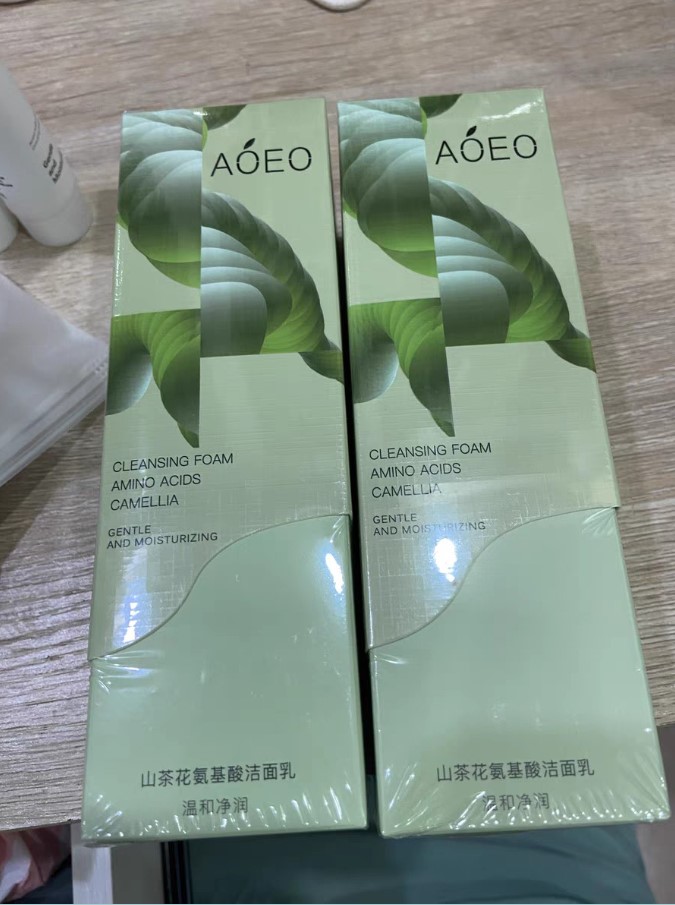 AOEO
CLEANSING FOAM
AMINO ACIDS
CAMELLIA
GENTLE
AND MOISTURIZING
山茶花氨基酸洁面乳
温和净润
AOEO
CLEANSING FOAM
AMINO ACIDS
CAMELLIA
GENTLE
AND MOISTURIZING
山茶花氨基酸洁面乳
温和净润